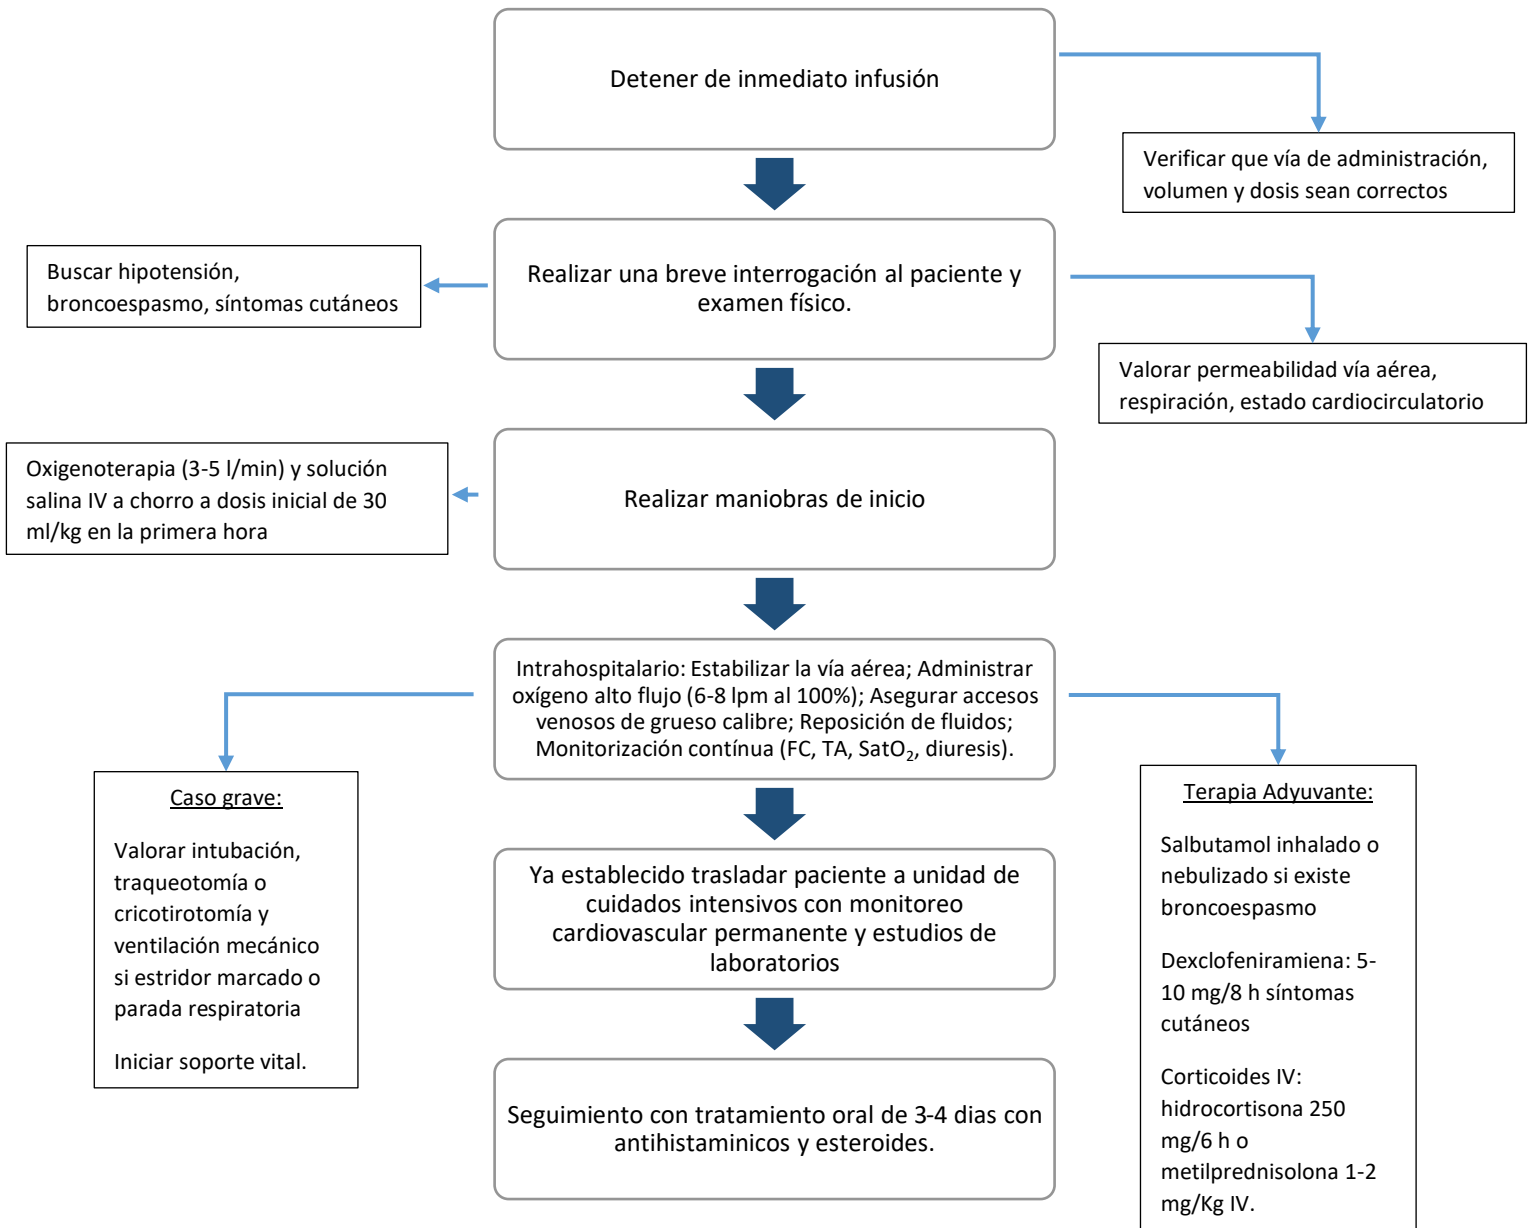 Detener de inmediato infusión
Verificar que vía de administración,
volumen y dosis sean correctos
Realizar una breve interrogación al paciente y
examen físico.
Buscar hipotensión,
broncoespasmo, síntomas cutáneos
Valorar permeabilidad vía aérea,
respiración, estado cardiocirculatorio
Realizar maniobras de inicio
Oxigenoterapia (3-5 l/min) y solución
salina IV a chorro a dosis inicial de 30
ml/kg en la primera hora
Intrahospitalario: Estabilizar la vía aérea; Administrar
oxígeno alto flujo (6-8 lpm al 100%); Asegurar accesos
venosos de grueso calibre; Reposición de fluidos;
Monitorización contínua (FC, TA, SatO₂, diuresis).
Caso grave:
Valorar intubación,
traqueotomía o
cricotirotomía y
ventilación mecánico
si estridor marcado o
parada respiratoria
Iniciar soporte vital.
Terapia Adyuvante:
Salbutamol inhalado o
nebulizado si existe
broncoespasmo
Dexclofeniramiena: 5-
10 mg/8 h síntomas
cutáneos
Corticoides IV:
hidrocortisona 250
mg/6 h o
metilprednisolona 1-2
mg/Kg IV.
Ya establecido trasladar paciente a unidad de
cuidados intensivos con monitoreo
cardiovascular permanente y estudios de
laboratorios
Seguimiento con tratamiento oral de 3-4 dias con
antihistaminicos y esteroides.